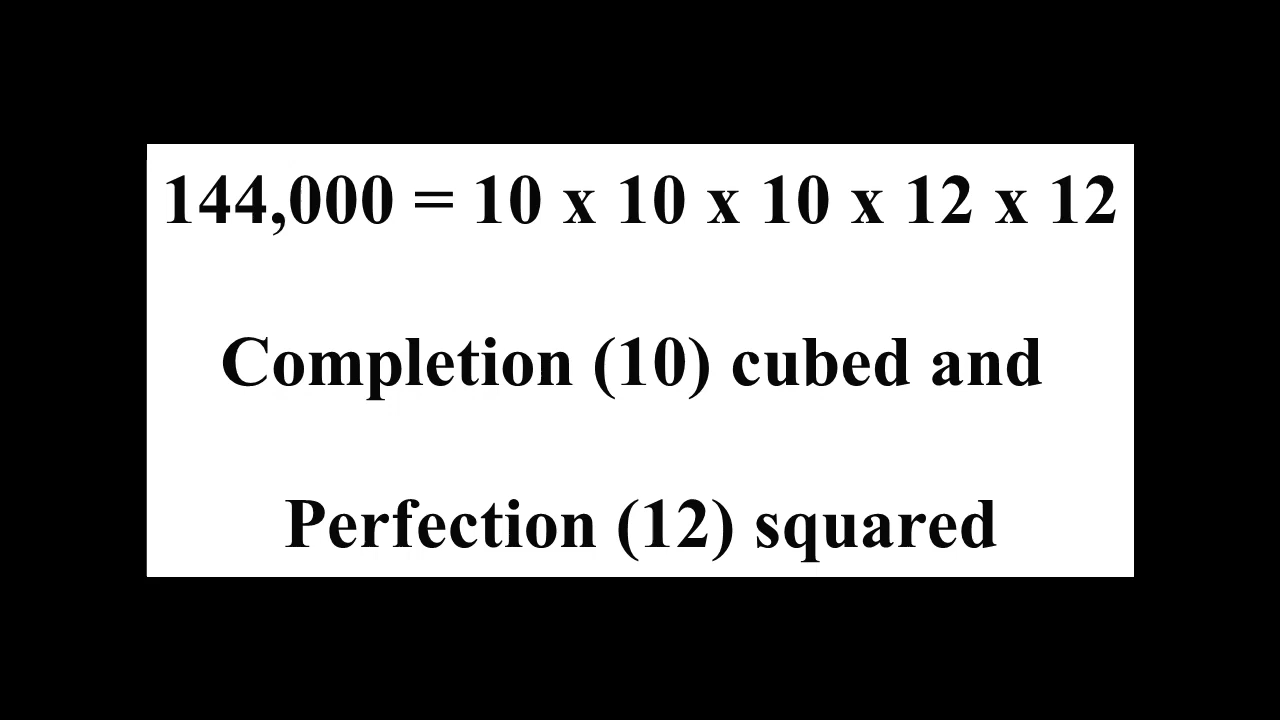 144,000 = 10 x 10 x 10 x 12 x 12
Completion (10) cubed and
Perfection (12) squared